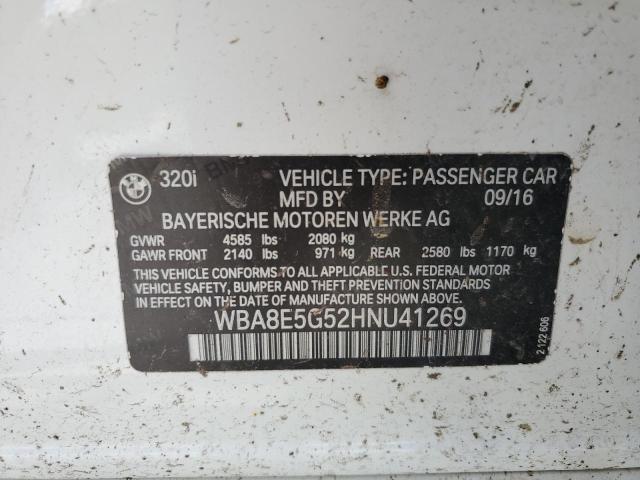 320i VEHICLE TYPE: PASSENGER CAR
MFD BY 09/16
BAYERISCHE MOTOREN WERKE AG
GVWR 4585 lbs 2080 kg
GAWR FRONT 2140 lbs 971 kg REAR 2580 lbs 1170 kg
THIS VEHICLE CONFORMS TO ALL APPLICABLE U.S. FEDERAL MOTOR
VEHICLE SAFETY, BUMPER AND THEFT PREVENTION STANDARDS
IN EFFECT ON THE DATE OF MANUFACTURE SHOWN ABOVE.
WBA8E5G52HNU41269
2 122 606